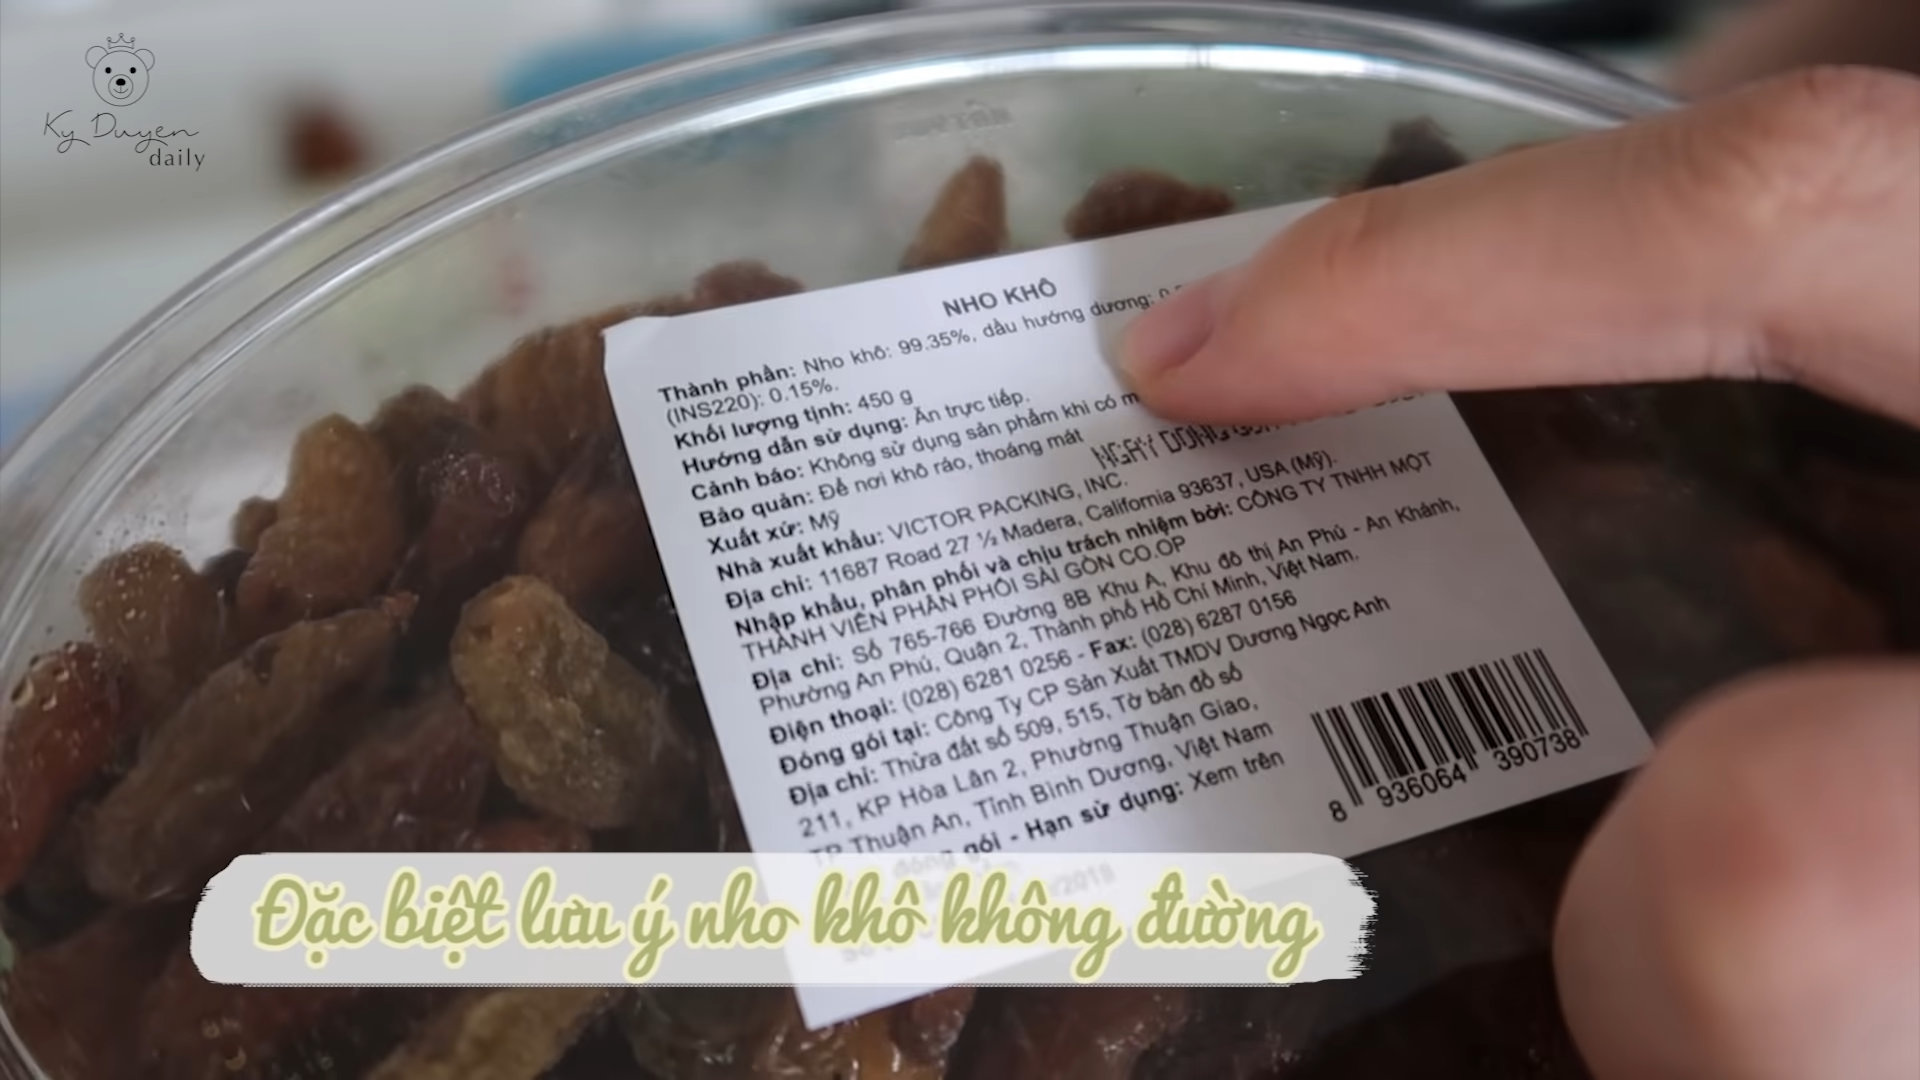 Ky Duyen
daily
NHO KHÔ
Thành phần: Nho khô: 99.35%, dầu hướng dương:
(INS220): 0.15%.
Khối lượng tịnh: 450 g
Hướng dẫn sử dụng: Ăn trực tiếp.
Cảnh báo: Không sử dụng sản phẩm khi có
Bảo quản: Để nơi khô ráo, thoáng mát
NGAY DONG
Xuất xứ: Mỹ
Nhà xuất khẩu: VICTOR PACKING, INC.
Địa chỉ: 11687 Road 27 ½ Madera, California 93637, USA (Mỹ).
Nhập khẩu, phân phối và chịu trách nhiệm bởi: CÔNG TY TNHH MỘT
THÀNH VIÊN PHÂN PHỐI SÀI GÒN CO.OP
Địa chỉ: Số 765-766 Đường 8B Khu A, Khu đô thị An Phú - An Khánh,
Phường An Phú, Quận 2, Thành phố Hồ Chí Minh, Việt Nam.
Điện thoại: (028) 6281 0256 - Fax: (028) 6287 0156
Đóng gói tại: Công Ty CP Sản Xuất TMDV Dương Ngọc Anh
Địa chỉ: Thửa đất số 509, 515, Tờ bản đồ số
211, KP Hòa Lân 2, Phường Thuận Giao,
TP Thuận An, Tỉnh Bình Dương, Việt Nam
đóng gói - Hạn sử dụng: Xem trên
8 936064 390738
Đặc biệt lưu ý nho khô không đường